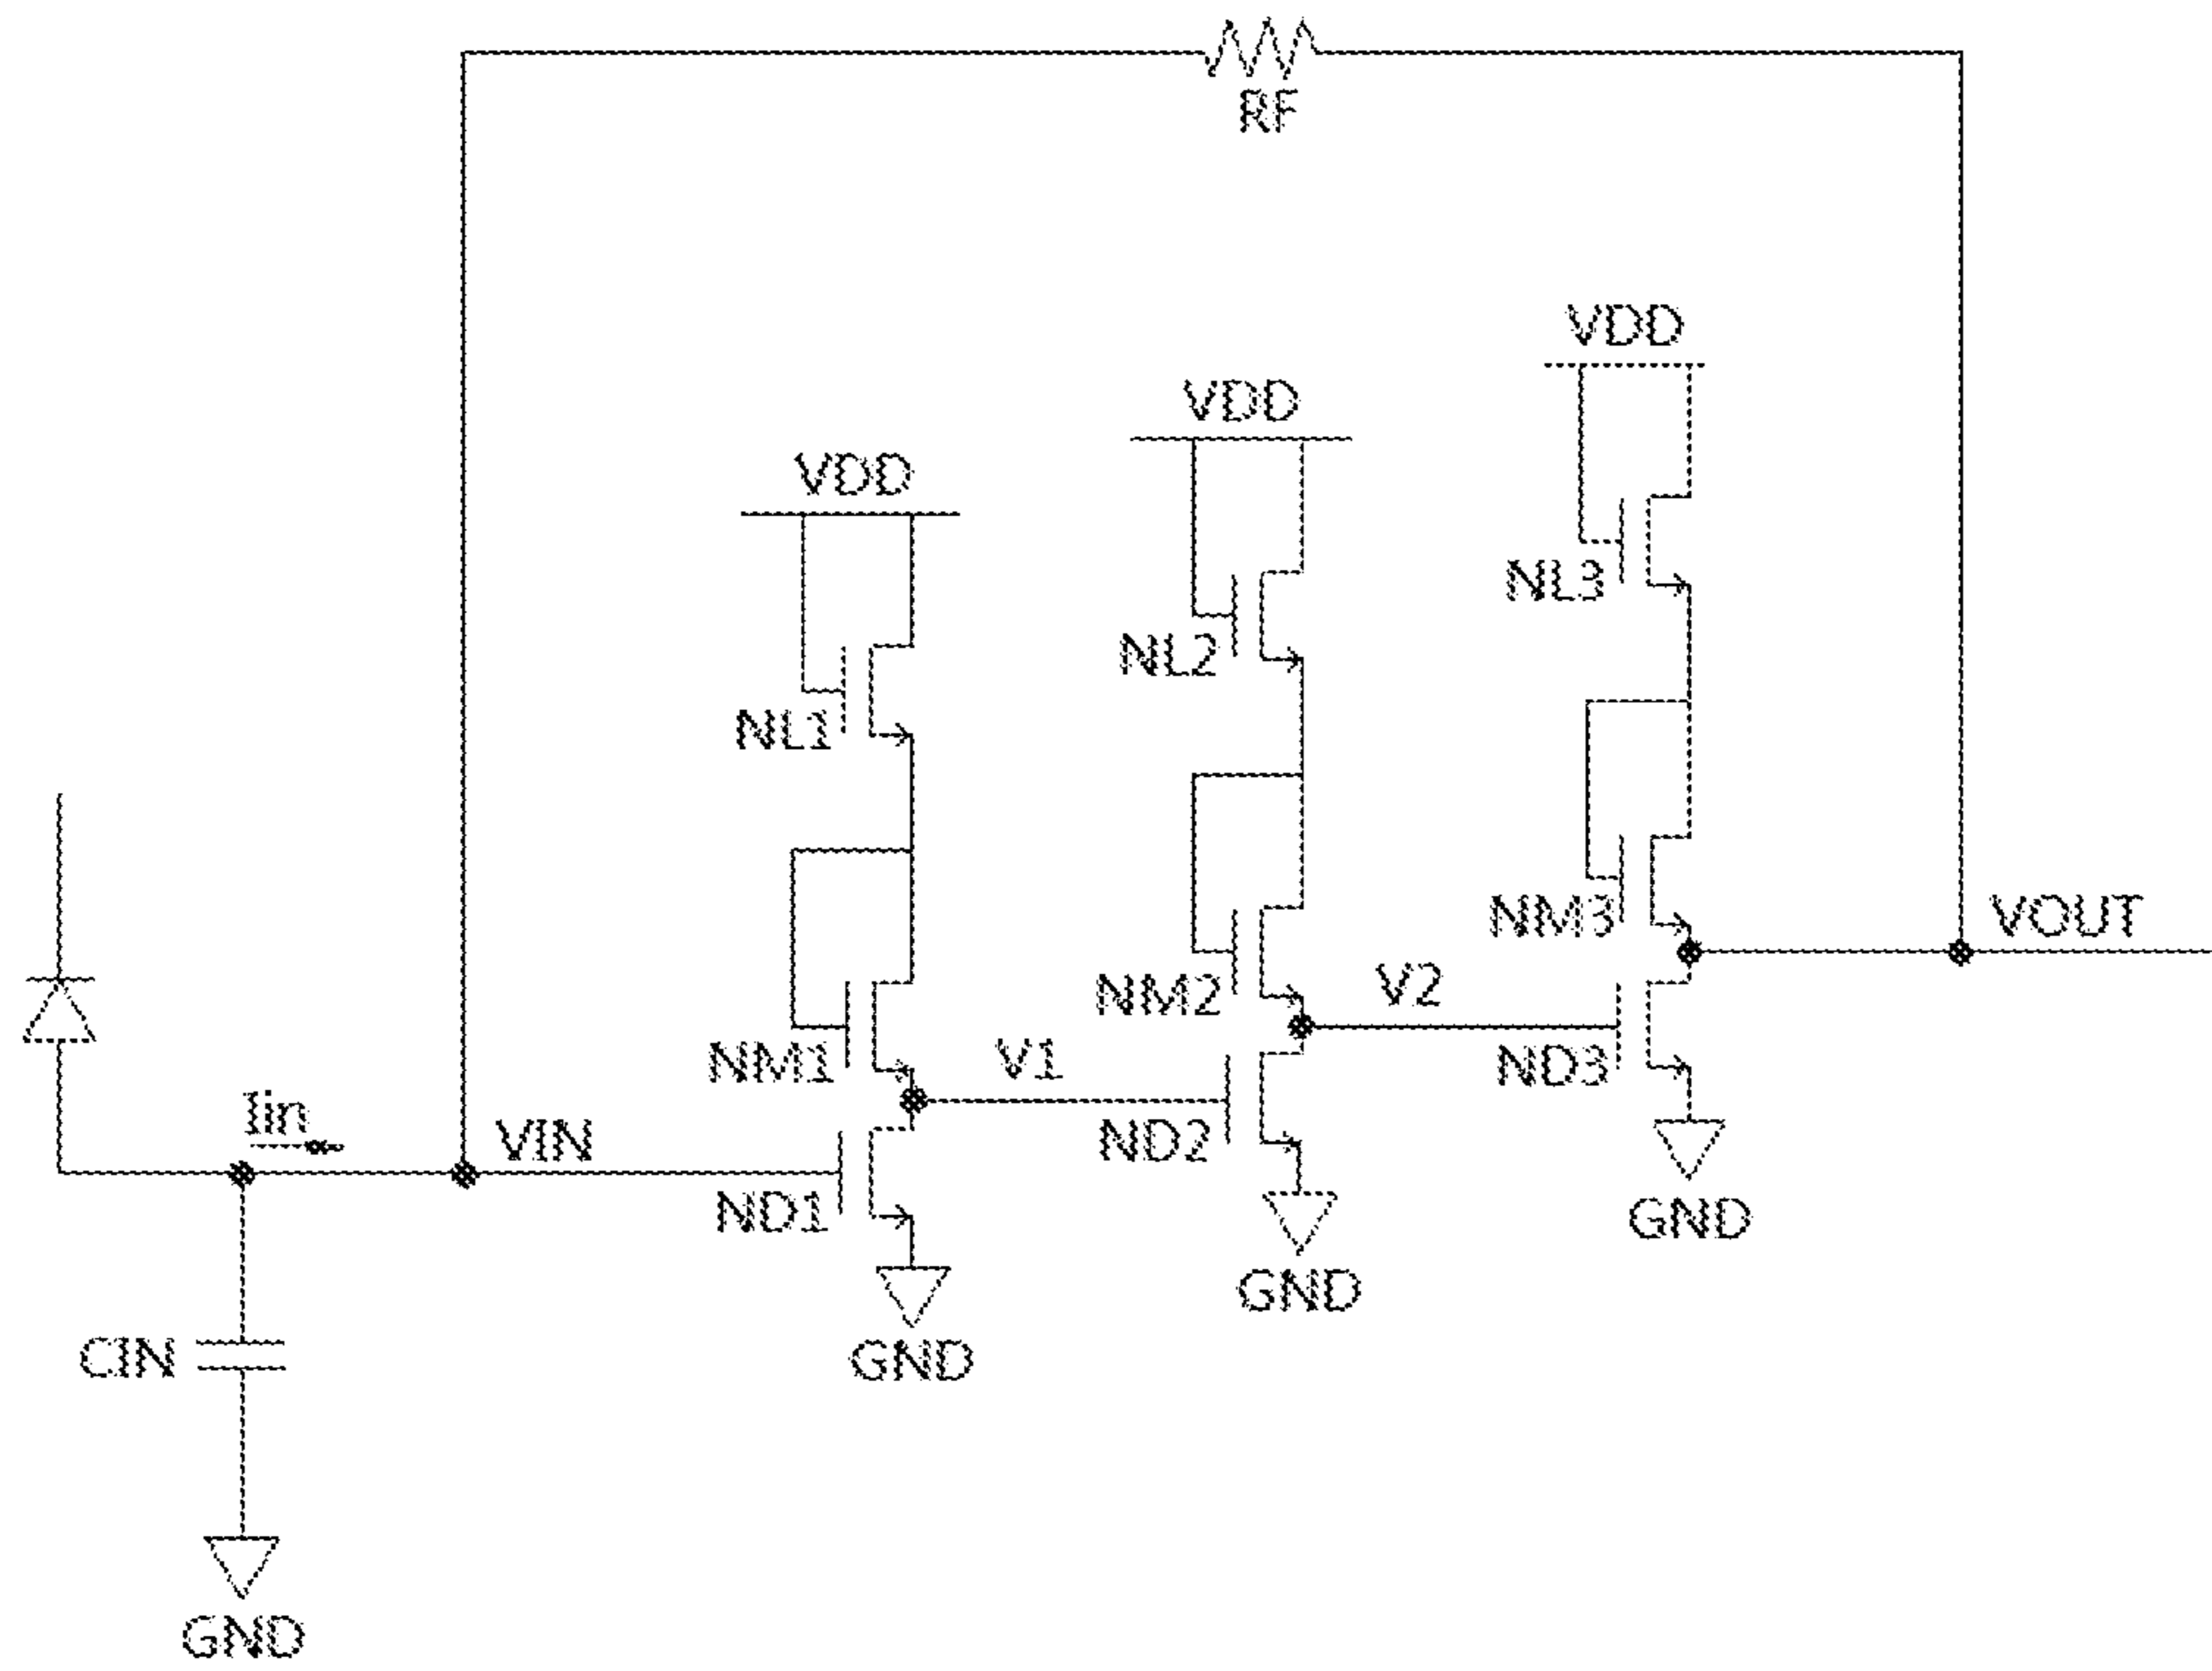 RF
VDD
VDD
VDD
NL3
NL2
NL1
NM3
VOUT
V2
NM2
NM1
V1
ND3
Iin
VIN
ND2
ND1
GND
GND
GND
CIN
GND